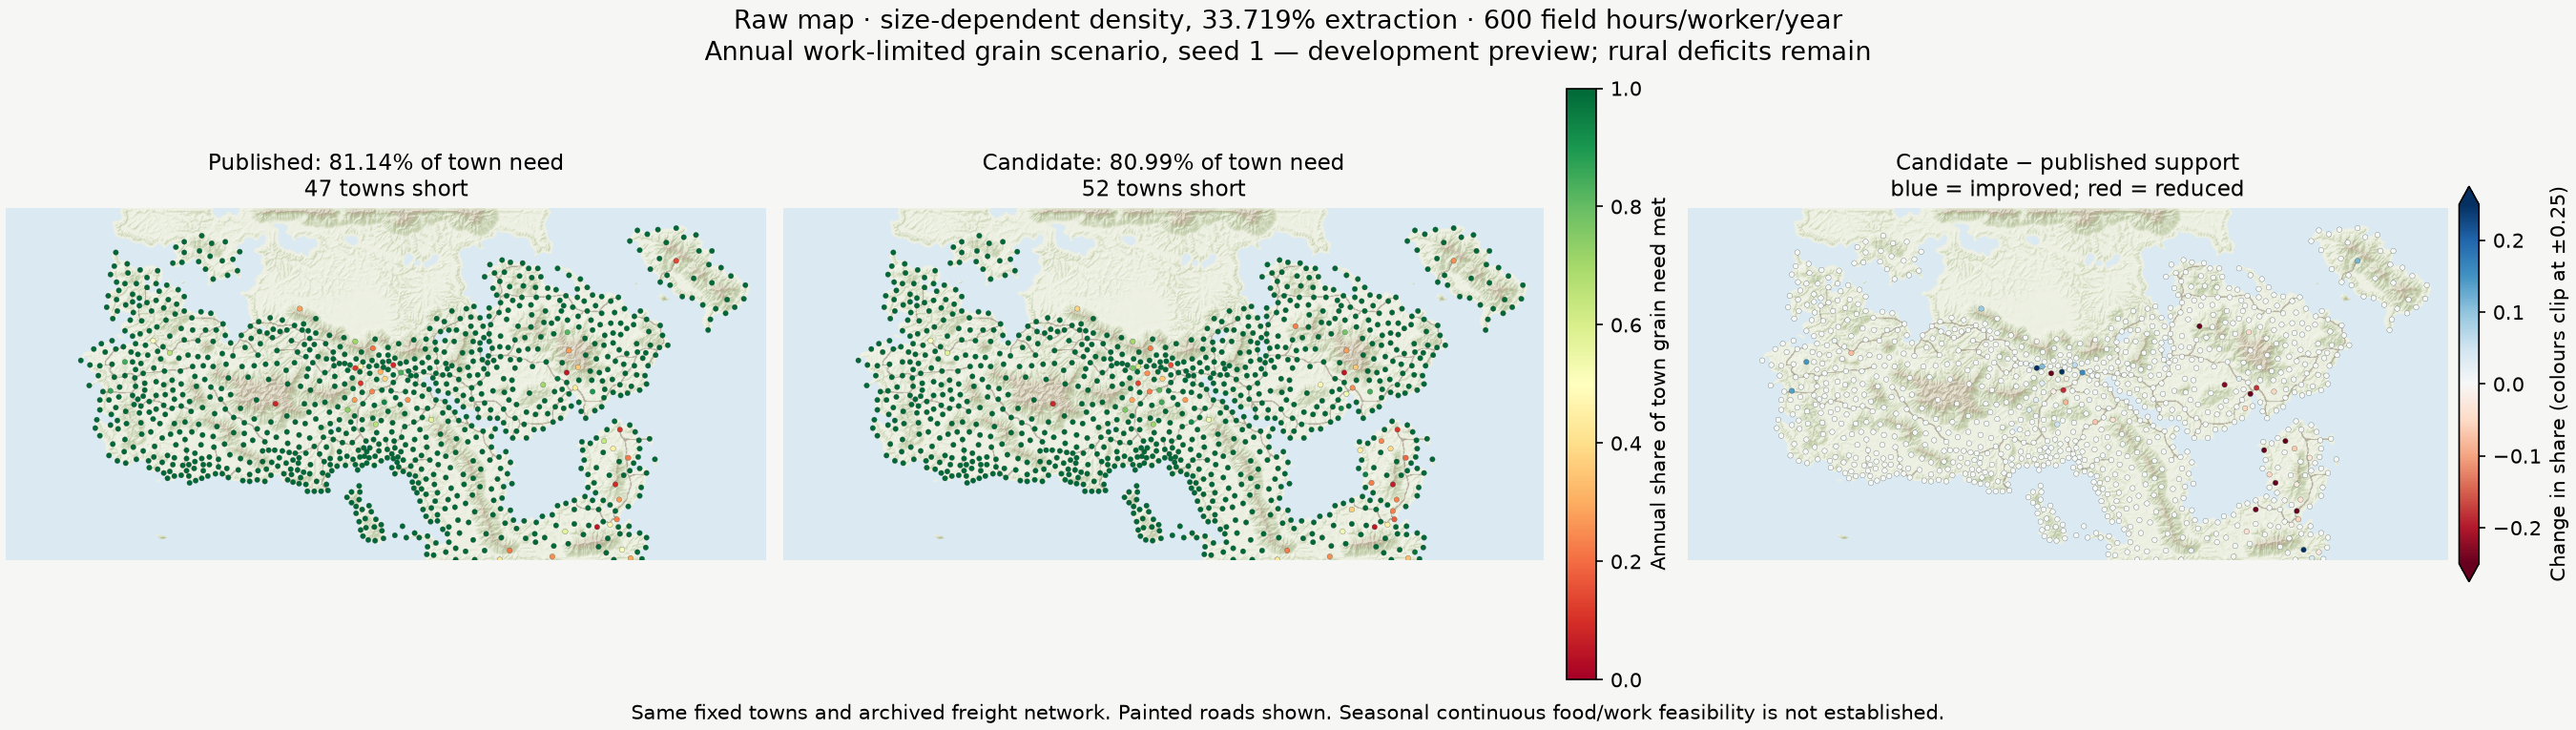 Raw map · size-dependent density, 33.719% extraction · 600 field hours/worker/year
Annual work-limited grain scenario, seed 1 — development preview; rural deficits remain
Published: 81.14% of town need
47 towns short
Candidate: 80.99% of town need
52 towns short
1.0
0.8
0.6
0.4
0.2
0.0
Annual share of town grain need met
Candidate − published support
blue = improved; red = reduced
0.2
0.1
0.0
−0.1
−0.2
Change in share (colours clip at ±0.25)
Same fixed towns and archived freight network. Painted roads shown. Seasonal continuous food/work feasibility is not established.